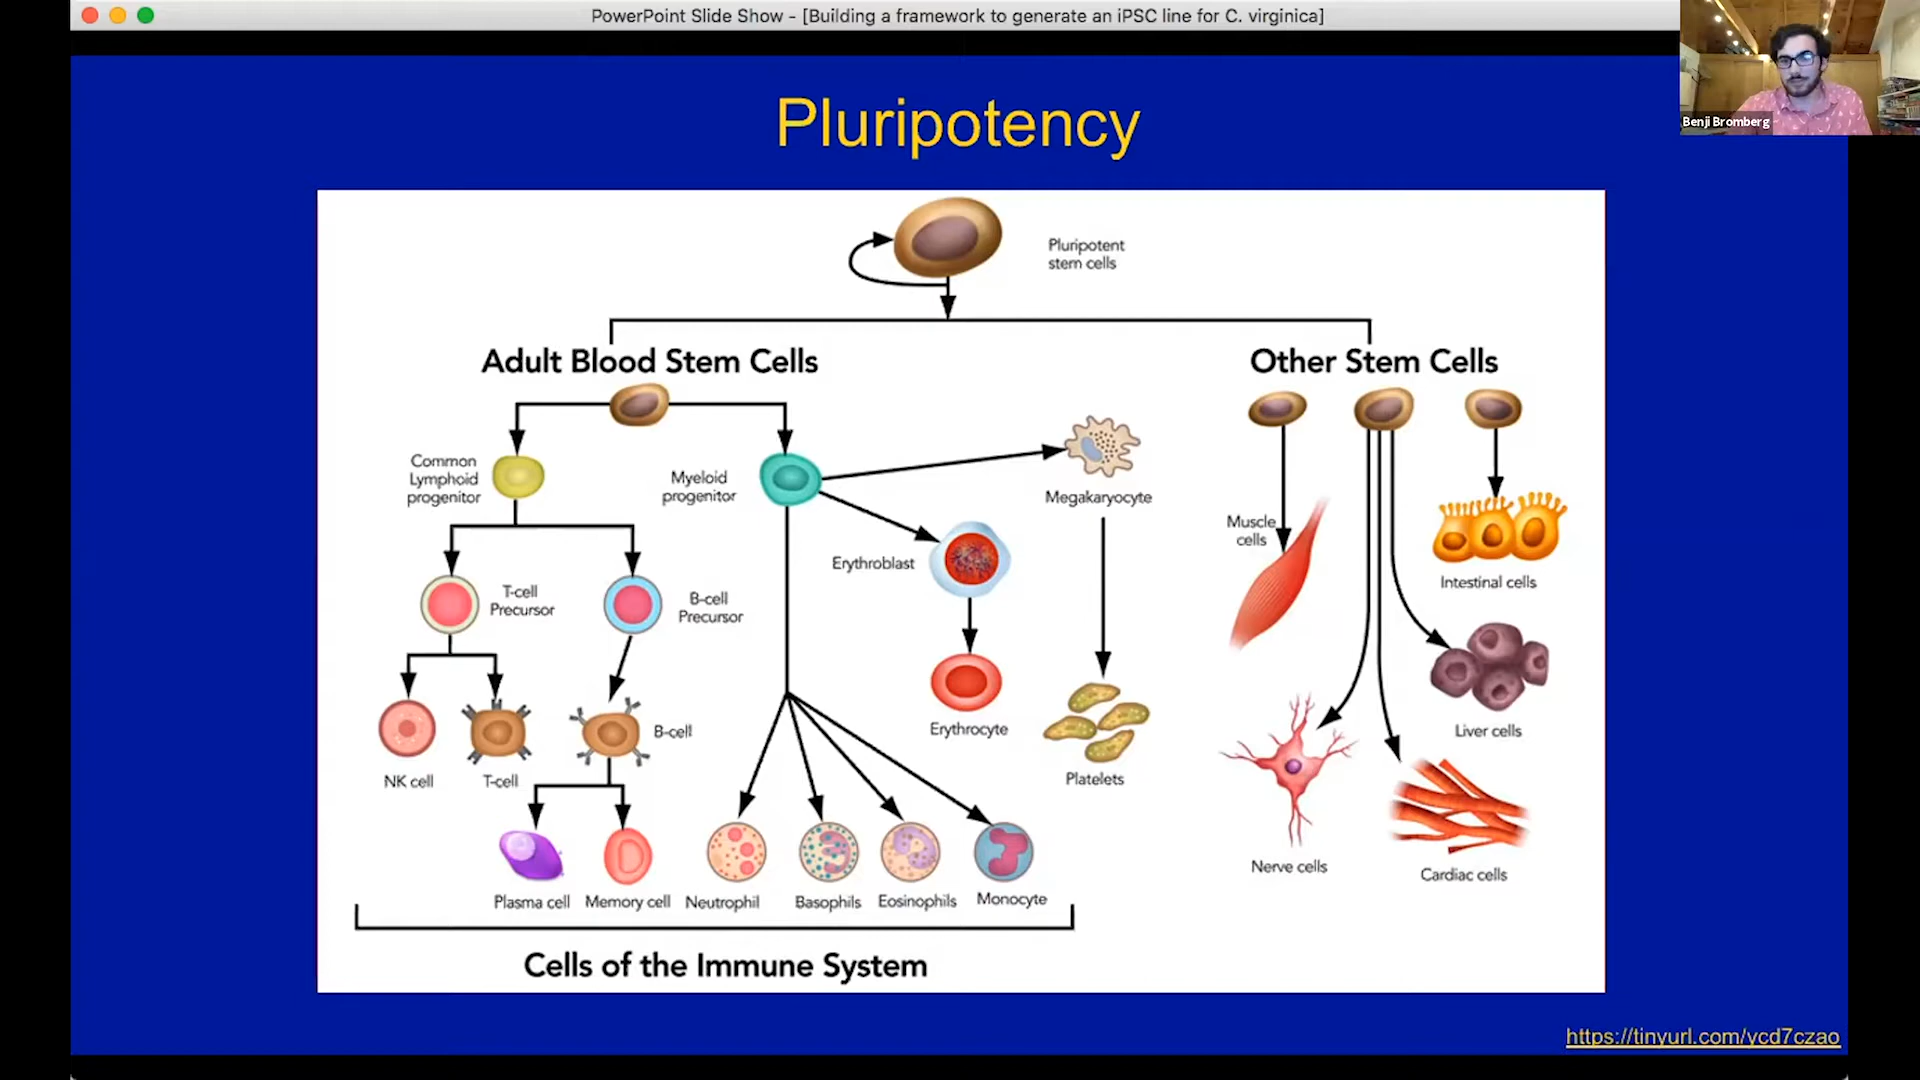 PowerPoint Slide Show - [Building a framework to generate an iPSC line for C. virginica]
Benji Bromberg
Pluripotency
Pluripotent
stem cells
Adult Blood Stem Cells
Other Stem Cells
Common
Lymphoid
progenitor
Myeloid
progenitor
Megakaryocyte
Muscle
cells
Erythroblast
Intestinal cells
T-cell
Precursor
B-cell
Precursor
Erythrocyte
B-cell
Liver cells
NK cell
T-cell
Platelets
Nerve cells
Cardiac cells
Plasma cell
Memory cell
Neutrophil
Basophils
Eosinophils
Monocyte
Cells of the Immune System
https://tinyurl.com/ycd7czao